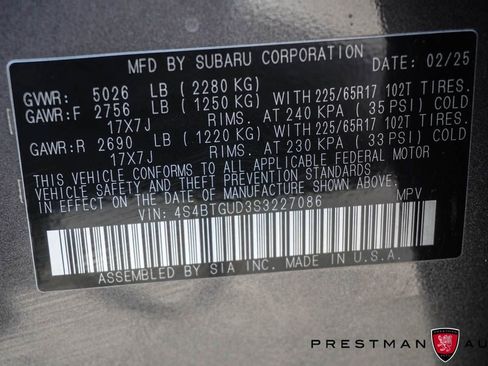 MFD BY SUBARU CORPORATION DATE: 02/25
GVWR: 5026 LB (2280 KG)
GAWR:F 2756 LB (1250 KG) WITH 225/65R17 102T TIRES,
17X7J RIMS, AT 240 KPA (35 PSI) COLD
GAWR:R 2690 LB (1220 KG) WITH 225/65R17 102T TIRES,
17X7J RIMS, AT 230 KPA (33 PSI) COLD
THIS VEHICLE CONFORMS TO ALL APPLICABLE FEDERAL MOTOR
VEHICLE SAFETY AND THEFT PREVENTION STANDARDS IN EFFECT
ON THE DATE OF MANUFACTURE SHOWN ABOVE.
VIN: 4S4BTGUD3S3227086 MPV
ASSEMBLED BY SIA INC. MADE IN U.S.A.
PRESTMAN AU